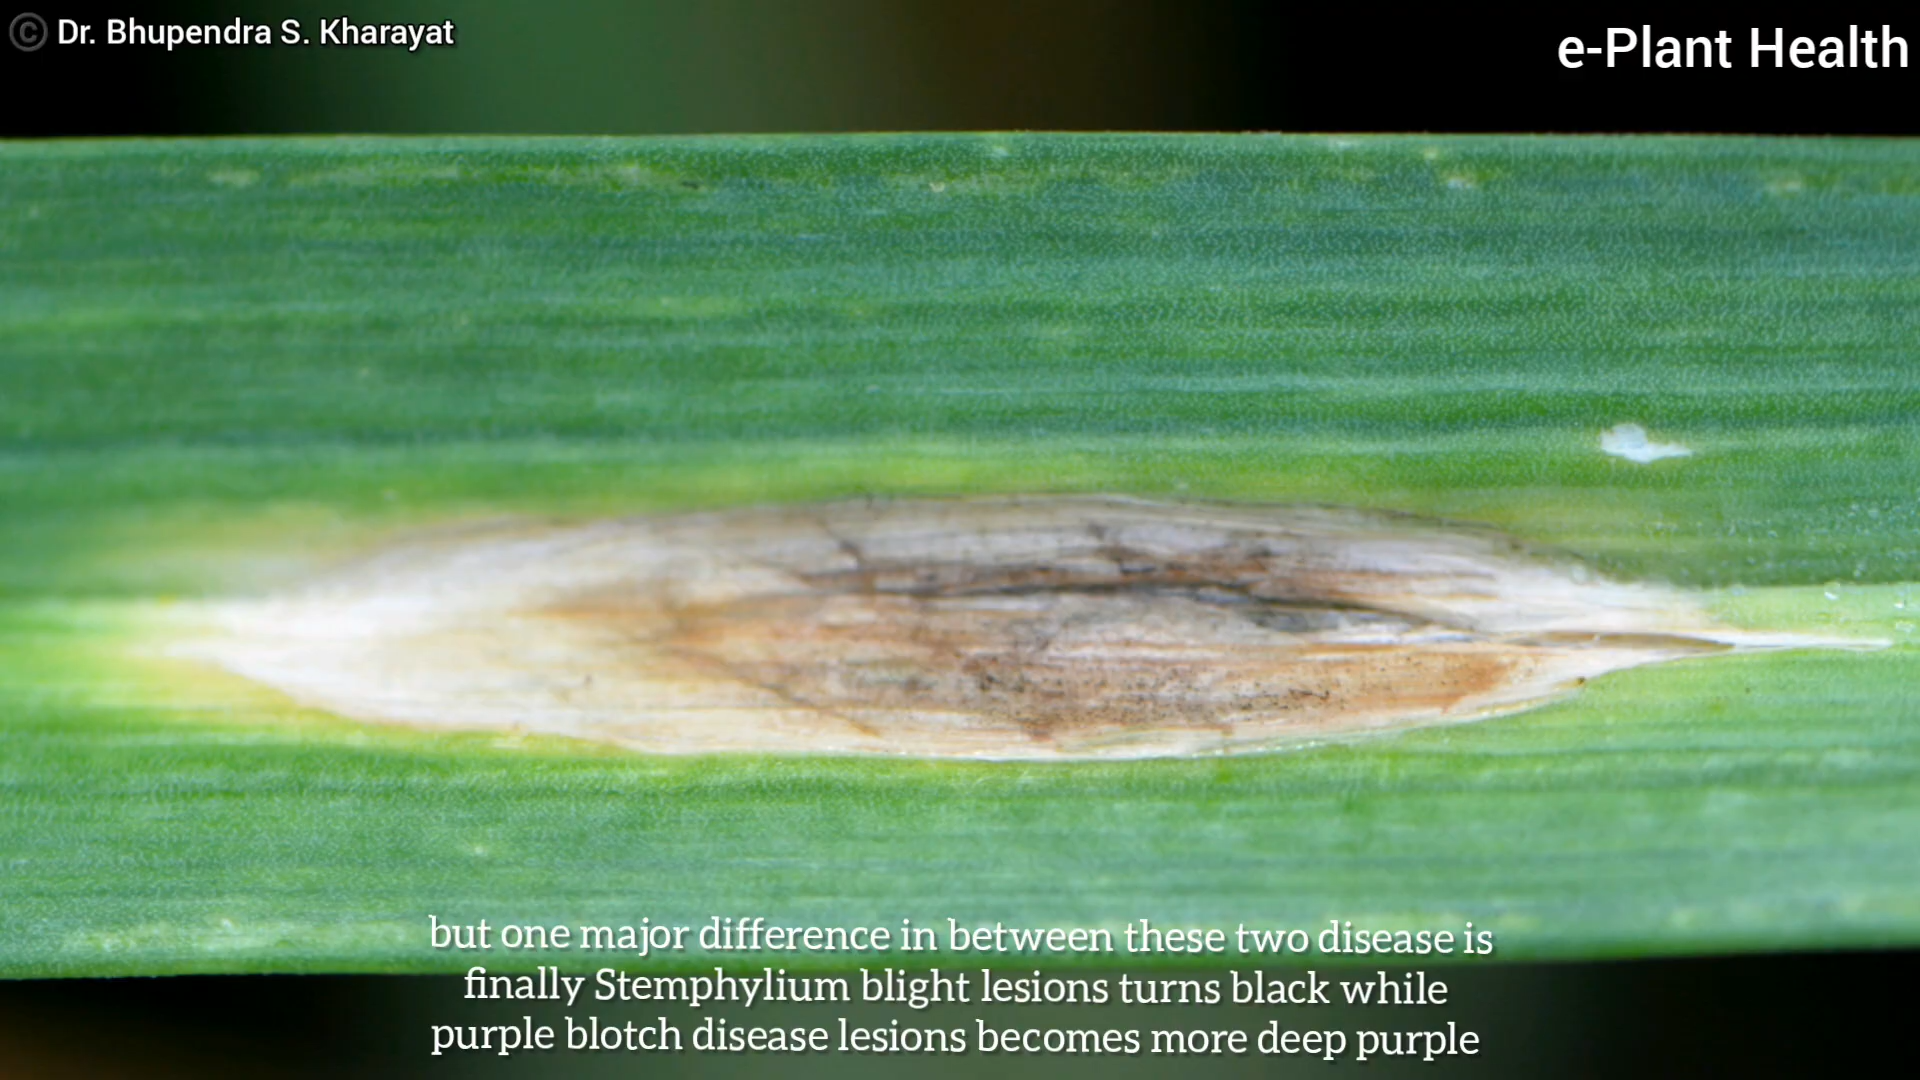 © Dr. Bhupendra S. Kharayat
e-Plant Health
but one major difference in between these two disease is
finally Stemphylium blight lesions turns black while
purple blotch disease lesions becomes more deep purple